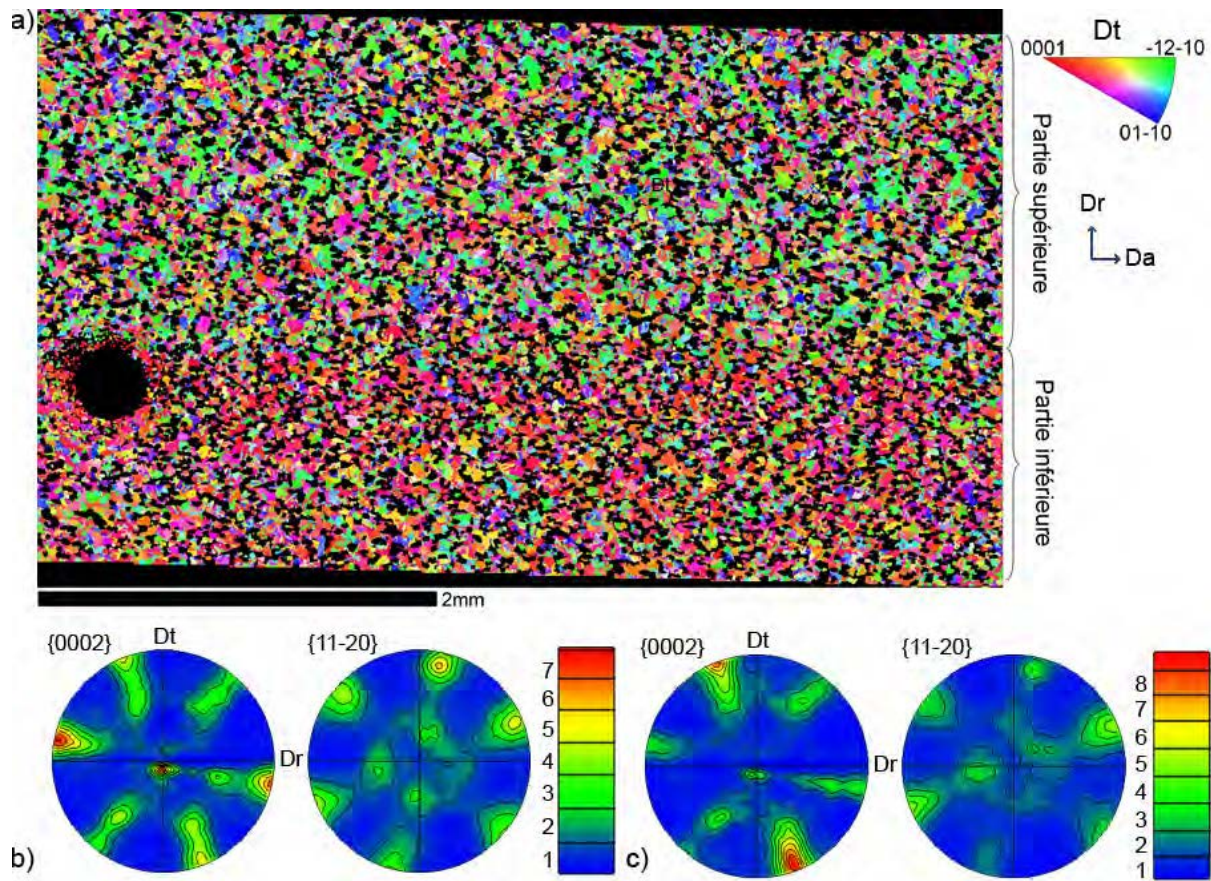 a)
Dt
0001
-12-10
01-10
Partie supérieure
Dt
Dr
Da
Partie inférieure
2mm
{0002}
Dt
{11-20}
Dr
7
6
5
4
3
2
1
b)
{0002}
Dt
{11-20}
Dr
8
7
6
5
4
3
2
1
c)